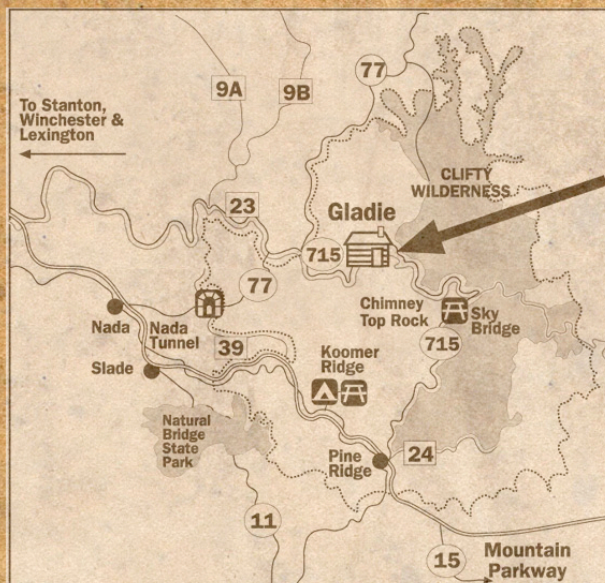 77
9A
9B
To Stanton,
Winchester &
Lexington
CLIFTY
WILDERNESS
23
Gladie
715
77
Chimney
Top Rock
Sky
Bridge
Nada
Nada
Tunnel
39
715
Slade
Koomer
Ridge
Natural
Bridge
State
Park
Pine
Ridge
24
11
15
Mountain
Parkway